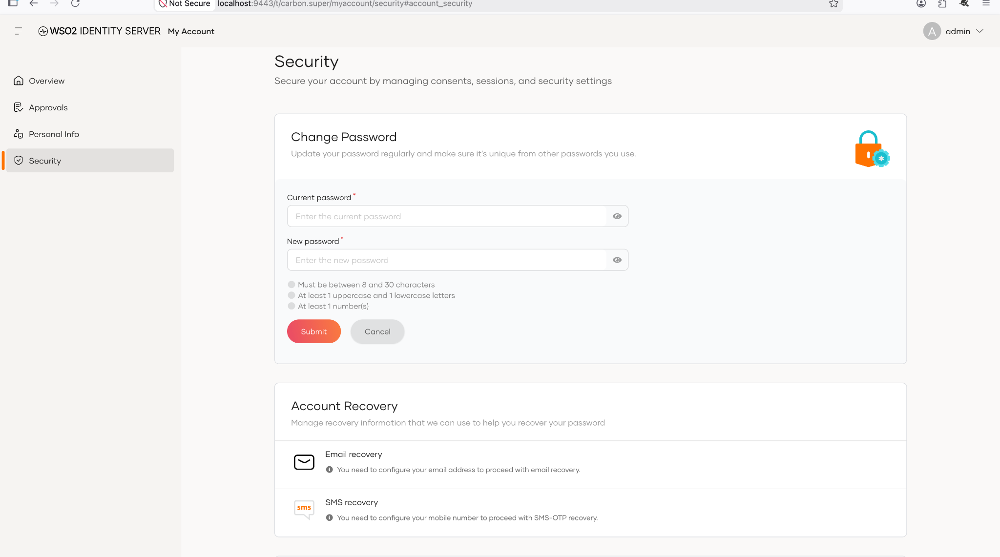 Not Secure localhost:9443/t/carbon.super/myaccount/security#account_security
WSO2 IDENTITY SERVER My Account
A admin
Overview
Approvals
Personal Info
Security
Security
Secure your account by managing consents, sessions, and security settings
Change Password
Update your password regularly and make sure it's unique from other passwords you use.
Current password *
Enter the current password
New password *
Enter the new password
Must be between 8 and 30 characters
At least 1 uppercase and 1 lowercase letters
At least 1 number(s)
Submit Cancel
Account Recovery
Manage recovery information that we can use to help you recover your password
Email recovery
You need to configure your email address to proceed with email recovery.
sms
SMS recovery
You need to configure your mobile number to proceed with SMS-OTP recovery.